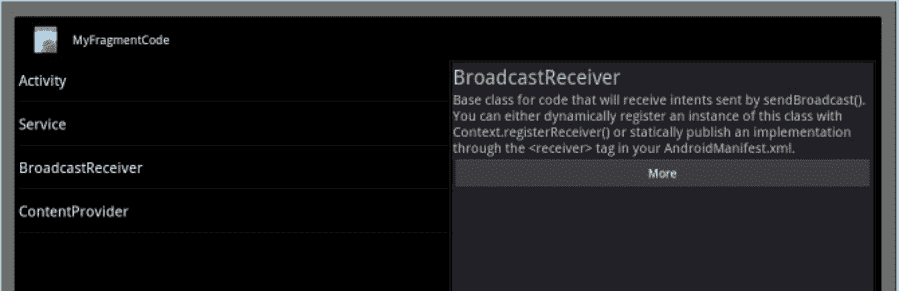 MyFragmentCode
Activity
Service
BroadcastReceiver
ContentProvider
BroadcastReceiver
Base class for code that will receive intents sent by sendBroadcast().
You can either dynamically register an instance of this class with
Context.registerReceiver() or statically publish an implementation
through the <receiver> tag in your AndroidManifest.xml.
More